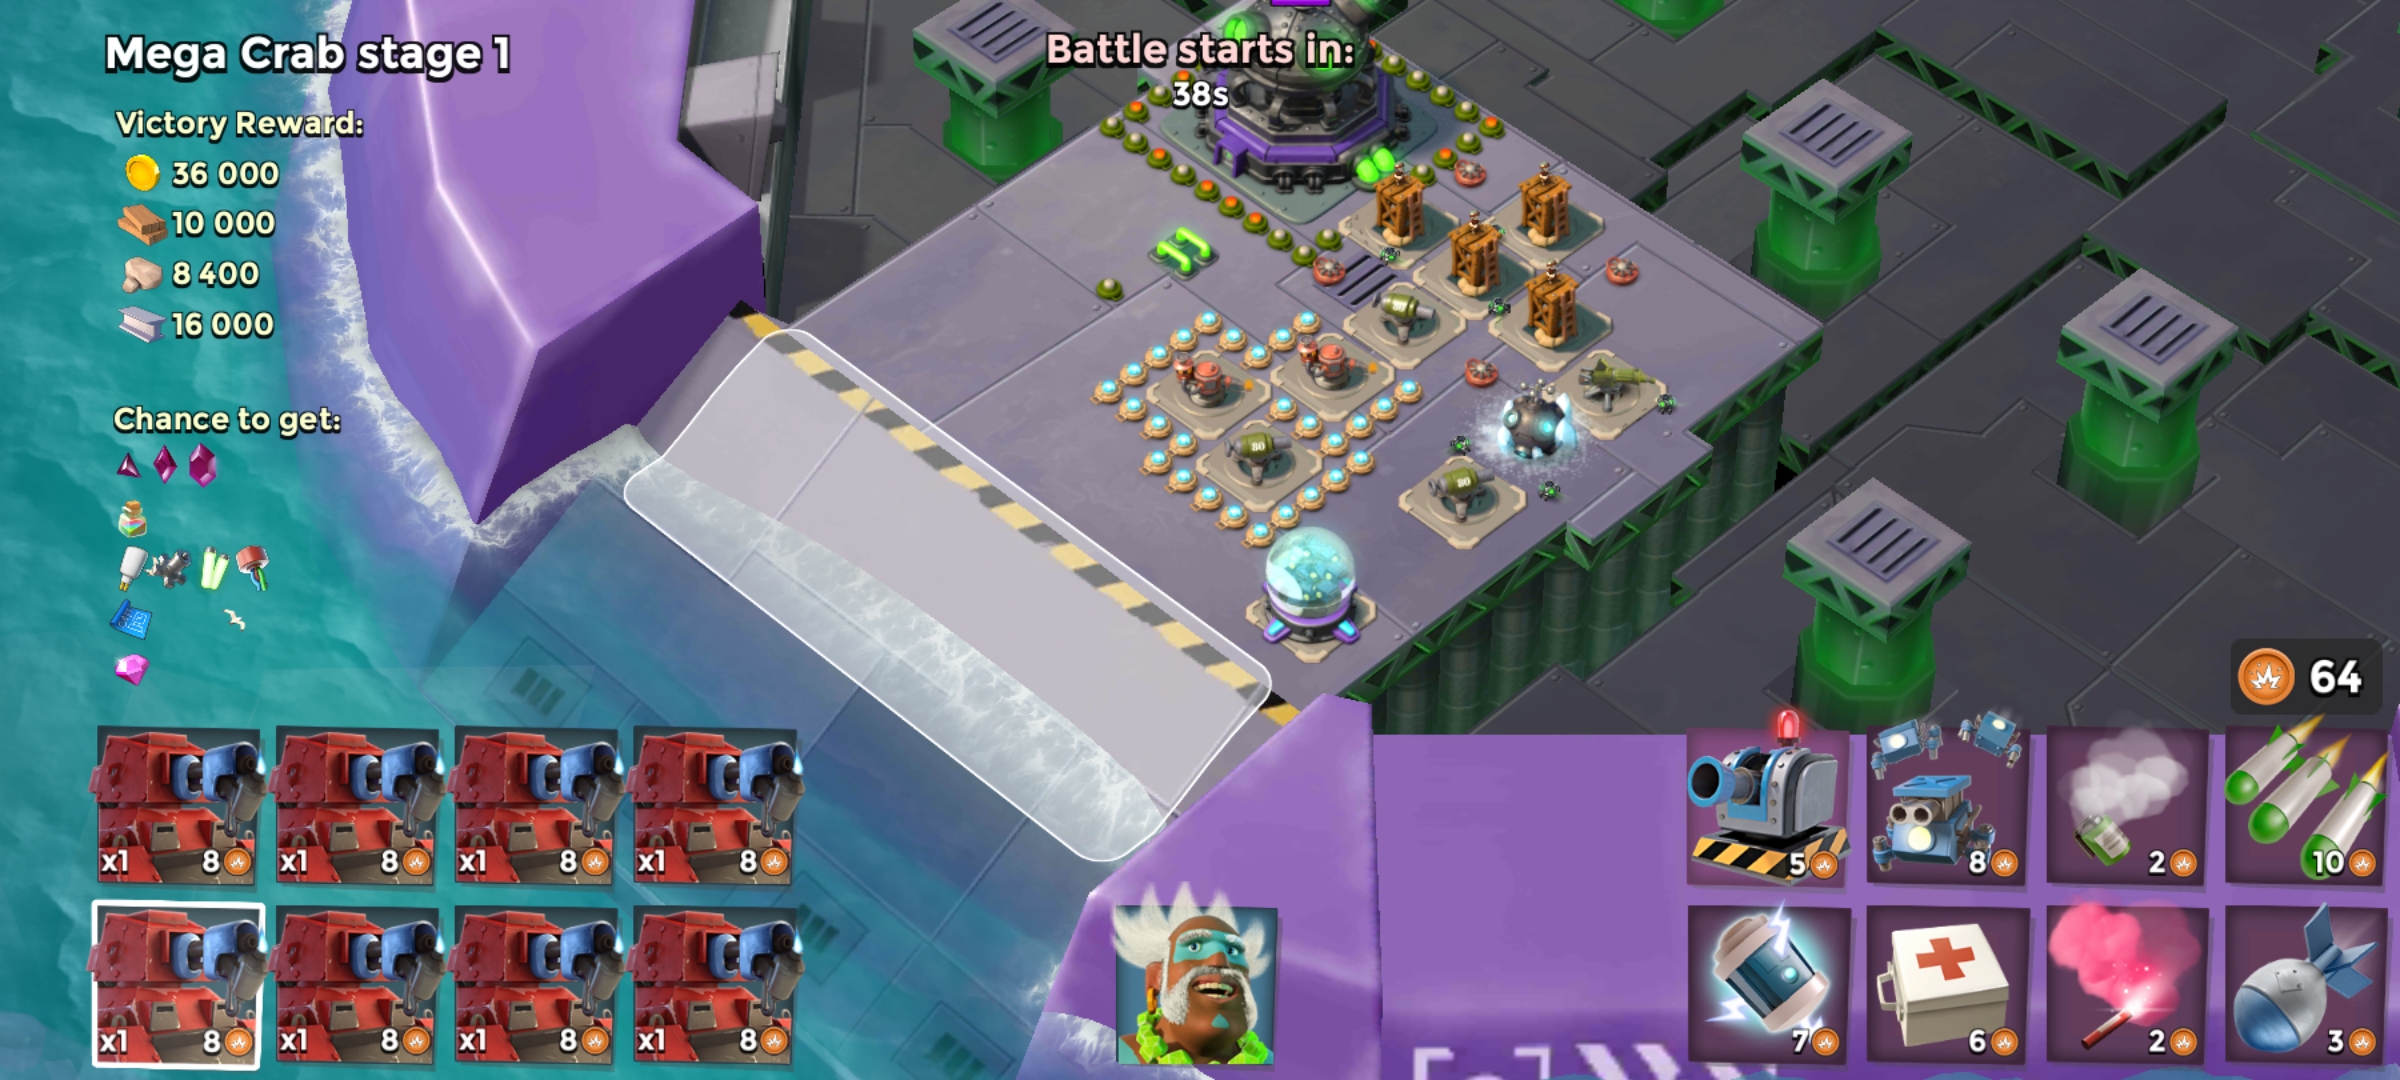 Mega Crab stage 1
Battle starts in:
38s
Victory Reward:
36 000
10 000
8 400
16 000
Chance to get:
64
x1 8
x1 8
x1 8
x1 8
5
8
2
10
x1 8
x1 8
x1 8
x1 8
7
6
2
3